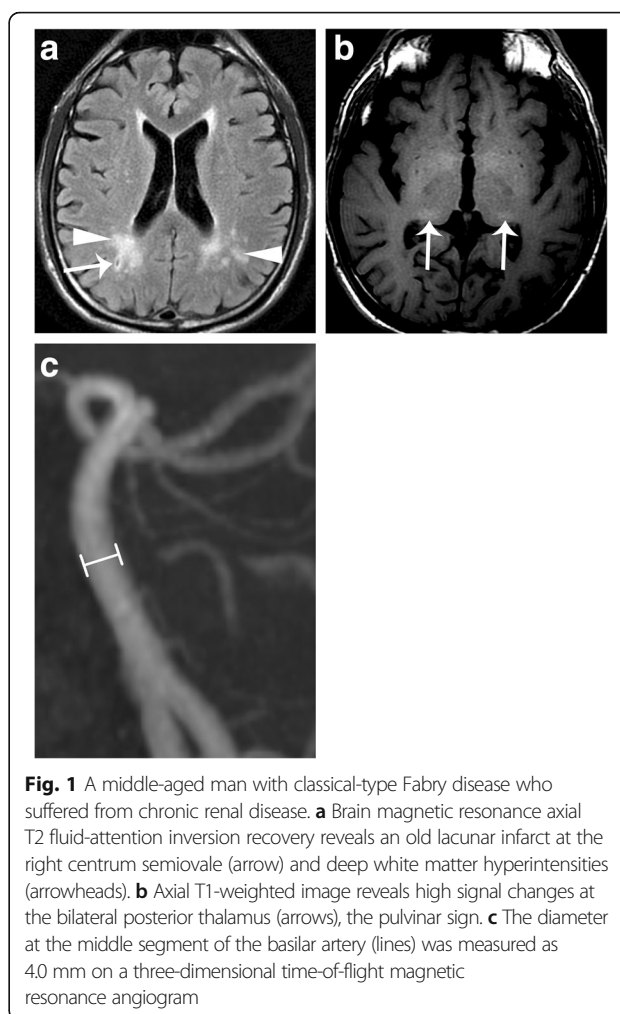 a
b
c
Fig. 1 A middle-aged man with classical-type Fabry disease who
suffered from chronic renal disease. a Brain magnetic resonance axial
T2 fluid-attention inversion recovery reveals an old lacunar infarct at the
right centrum semiovale (arrow) and deep white matter hyperintensities
(arrowheads). b Axial T1-weighted image reveals high signal changes at
the bilateral posterior thalamus (arrows), the pulvinar sign. c The diameter
at the middle segment of the basilar artery (lines) was measured as
4.0 mm on a three-dimensional time-of-flight magnetic
resonance angiogram